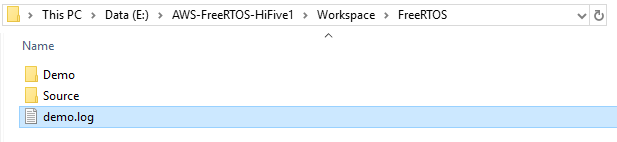 This PC > Data (E:) > AWS-FreeRTOS-HiFive1 > Workspace > FreeRTOS
Name
Demo
Source
demo.log